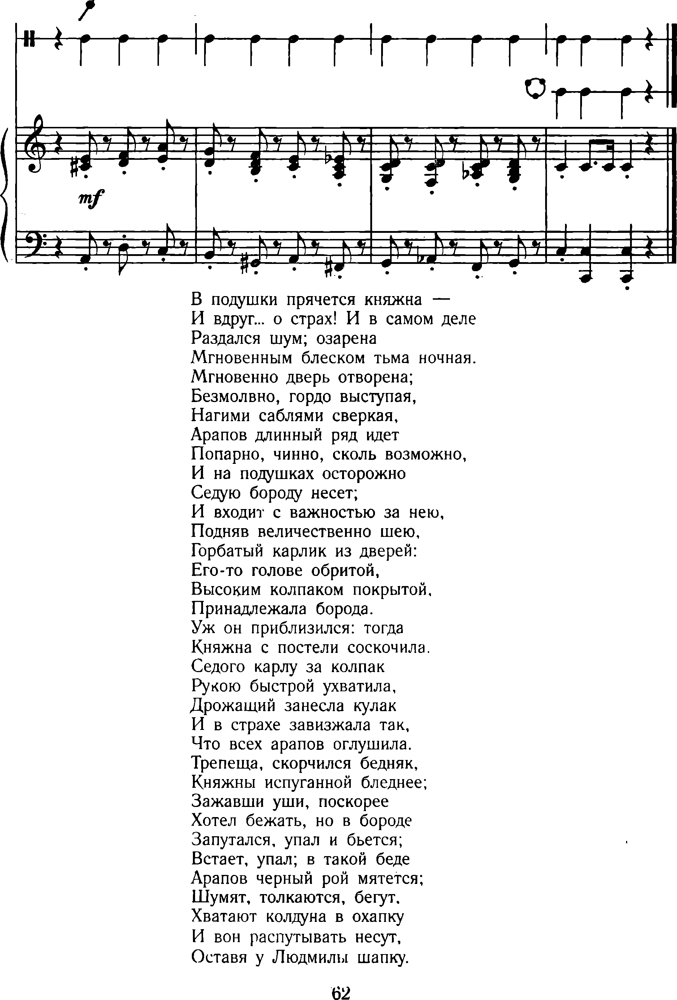 mf
В подушки прячется княжна —
И вдруг... о страх! И в самом деле
Раздался шум; озарена
Мгновенным блеском тьма ночная.
Мгновенно дверь отворена;
Безмолвно, гордо выступая,
Нагими саблями сверкая,
Арапов длинный ряд идет
Попарно, чинно, сколь возможно,
И на подушках осторожно
Седую бороду несет;
И входит с важностью за нею,
Подняв величественно шею,
Горбатый карлик из дверей:
Его-то голове обритой,
Высоким колпаком покрытой,
Принадлежала борода.
Уж он приблизился: тогда
Княжна с постели соскочила.
Седого карлу за колпак
Рукою быстрой ухватила,
Дрожащий занесла кулак
И в страхе завизжала так,
Что всех арапов оглушила.
Трепеща, скорчился бедняк,
Княжны испуганной бледнее;
Зажавши уши, поскорее
Хотел бежать, но в бороде
Запутался, упал и бьется;
Встает, упал; в такой беде
Арапов черный рой мятется;
Шумят, толкаются, бегут,
Хватают колдуна в охапку
И вон распутывать несут,
Оставя у Людмилы шапку.
62